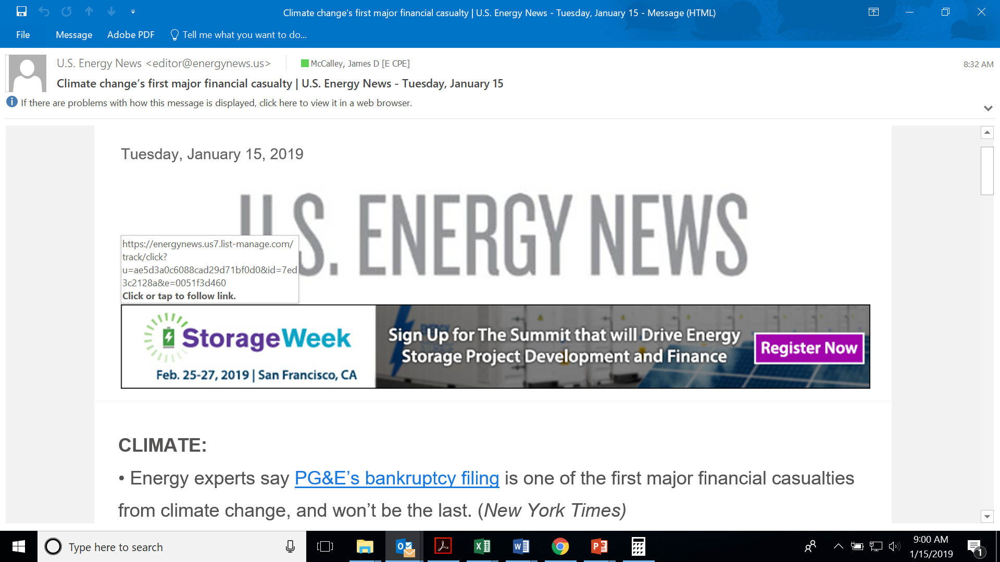 Climate change’s first major financial casualty | U.S. Energy News - Tuesday, January 15 - Message (HTML)
File Message Adobe PDF Tell me what you want to do...
U.S. Energy News <editor@energynews.us> McCalley, James D [E CPE] 8:32 AM
Climate change’s first major financial casualty | U.S. Energy News - Tuesday, January 15
If there are problems with how this message is displayed, click here to view it in a web browser.
Tuesday, January 15, 2019
U.S. ENERGY NEWS
https://energynews.us7.list-manage.com/
track/click?
u=ae5d3a0c6088cad29d71bf0d0&id=7ed
3c2128a&e=0051f3d460
Click or tap to follow link.
StorageWeek
Feb. 25-27, 2019 | San Francisco, CA
Sign Up for The Summit that will Drive Energy
Storage Project Development and Finance
Register Now
CLIMATE:
• Energy experts say PG&E’s bankruptcy filing is one of the first major financial casualties
from climate change, and won’t be the last. (New York Times)
Type here to search
9:00 AM
1/15/2019
1